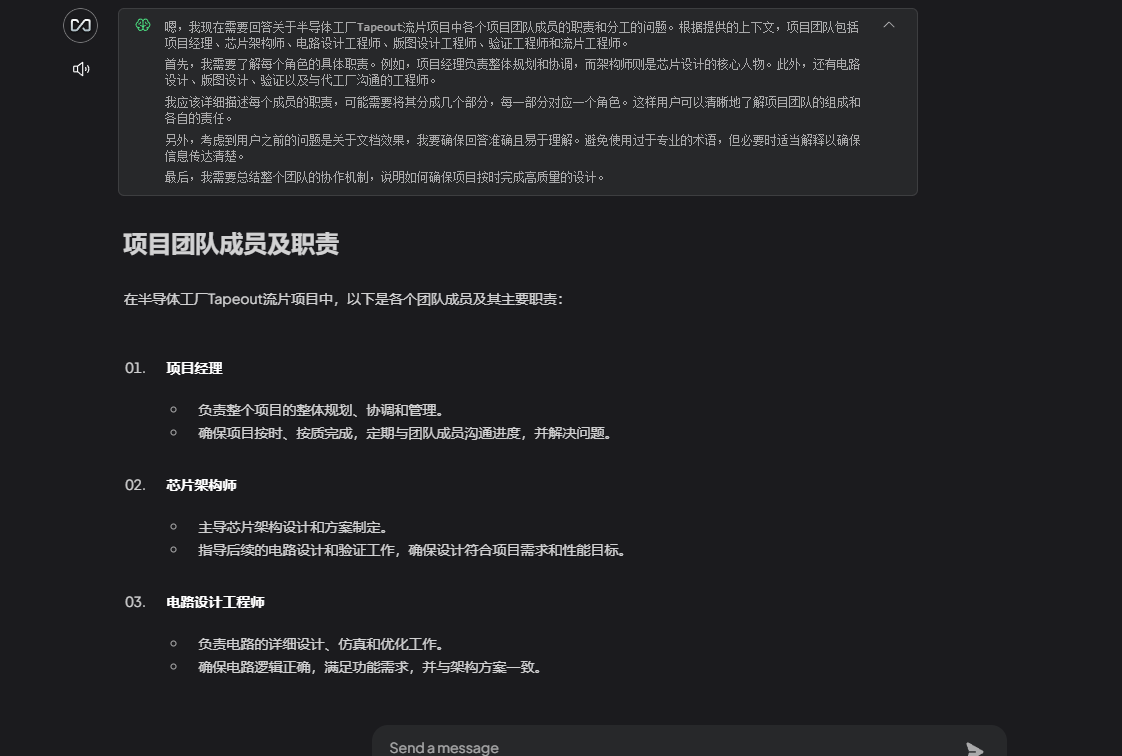 嗯，我现在需要回答关于半导体工厂Tapeout流片项目中各个项目团队成员的职责和分工的问题。根据提供的上下文，项目团队包括
项目经理、芯片架构师、电路设计工程师、版图设计工程师、验证工程师和流片工程师。
首先，我需要了解每个角色的具体职责。例如，项目经理负责整体规划和协调，而架构师则是芯片设计的核心人物。此外，还有电路
设计、版图设计、验证以及与代工厂沟通的工程师。
我应该详细描述每个成员的职责，可能需要将其分成几个部分，每一部分对应一个角色。这样用户可以清晰地了解项目团队的组成和
各自的责任。
另外，考虑到用户之前的问题是关于文档效果，我要确保回答准确且易于理解。避免使用过于专业的术语，但必要时适当解释以确保
信息传达清楚。
最后，我需要总结整个团队的协作机制，说明如何确保项目按时完成高质量的设计。
项目团队成员及职责
在半导体工厂Tapeout流片项目中，以下是各个团队成员及其主要职责：
01. 项目经理
负责整个项目的整体规划、协调和管理。
确保项目按时、按质完成，定期与团队成员沟通进度，并解决问题。
02. 芯片架构师
主导芯片架构设计和方案制定。
指导后续的电路设计和验证工作，确保设计符合项目需求和性能目标。
03. 电路设计工程师
负责电路的详细设计、仿真和优化工作。
确保电路逻辑正确，满足功能需求，并与架构方案一致。
Send a message